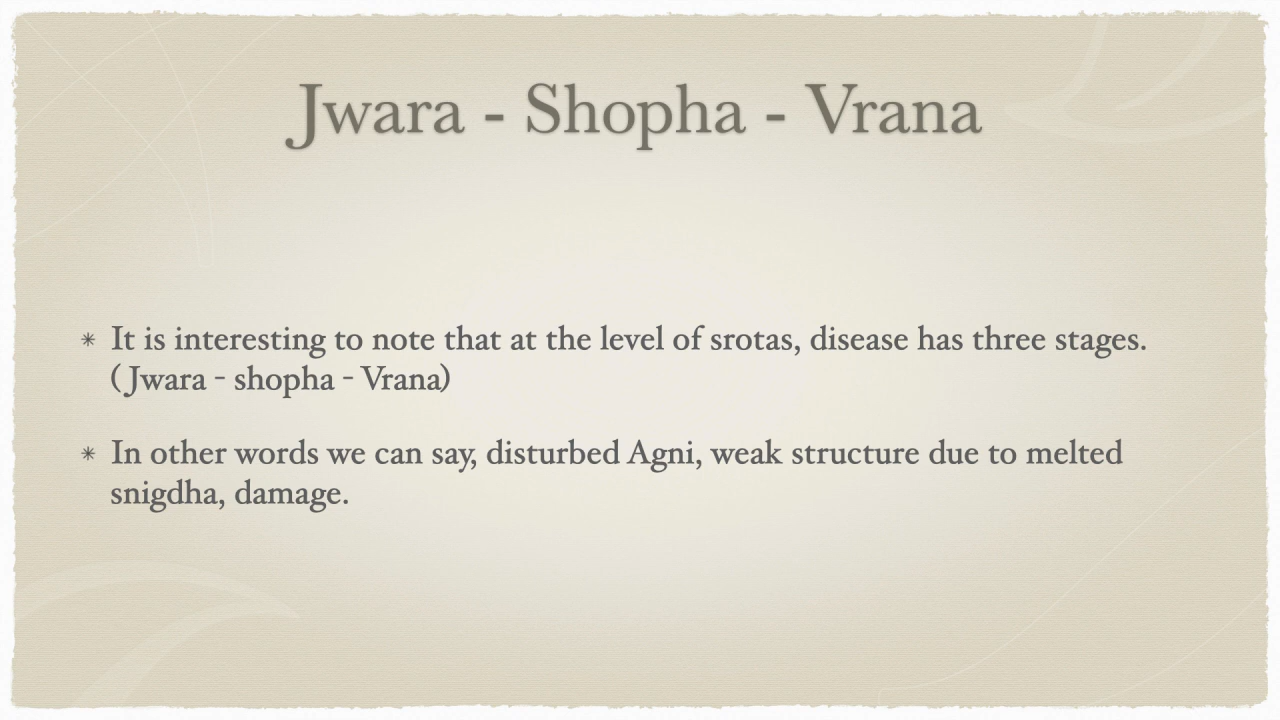 Jwara - Shopha - Vrana
* It is interesting to note that at the level of srotas, disease has three stages.
( Jwara - shopha - Vrana)
* In other words we can say, disturbed Agni, weak structure due to melted
snigdha, damage.